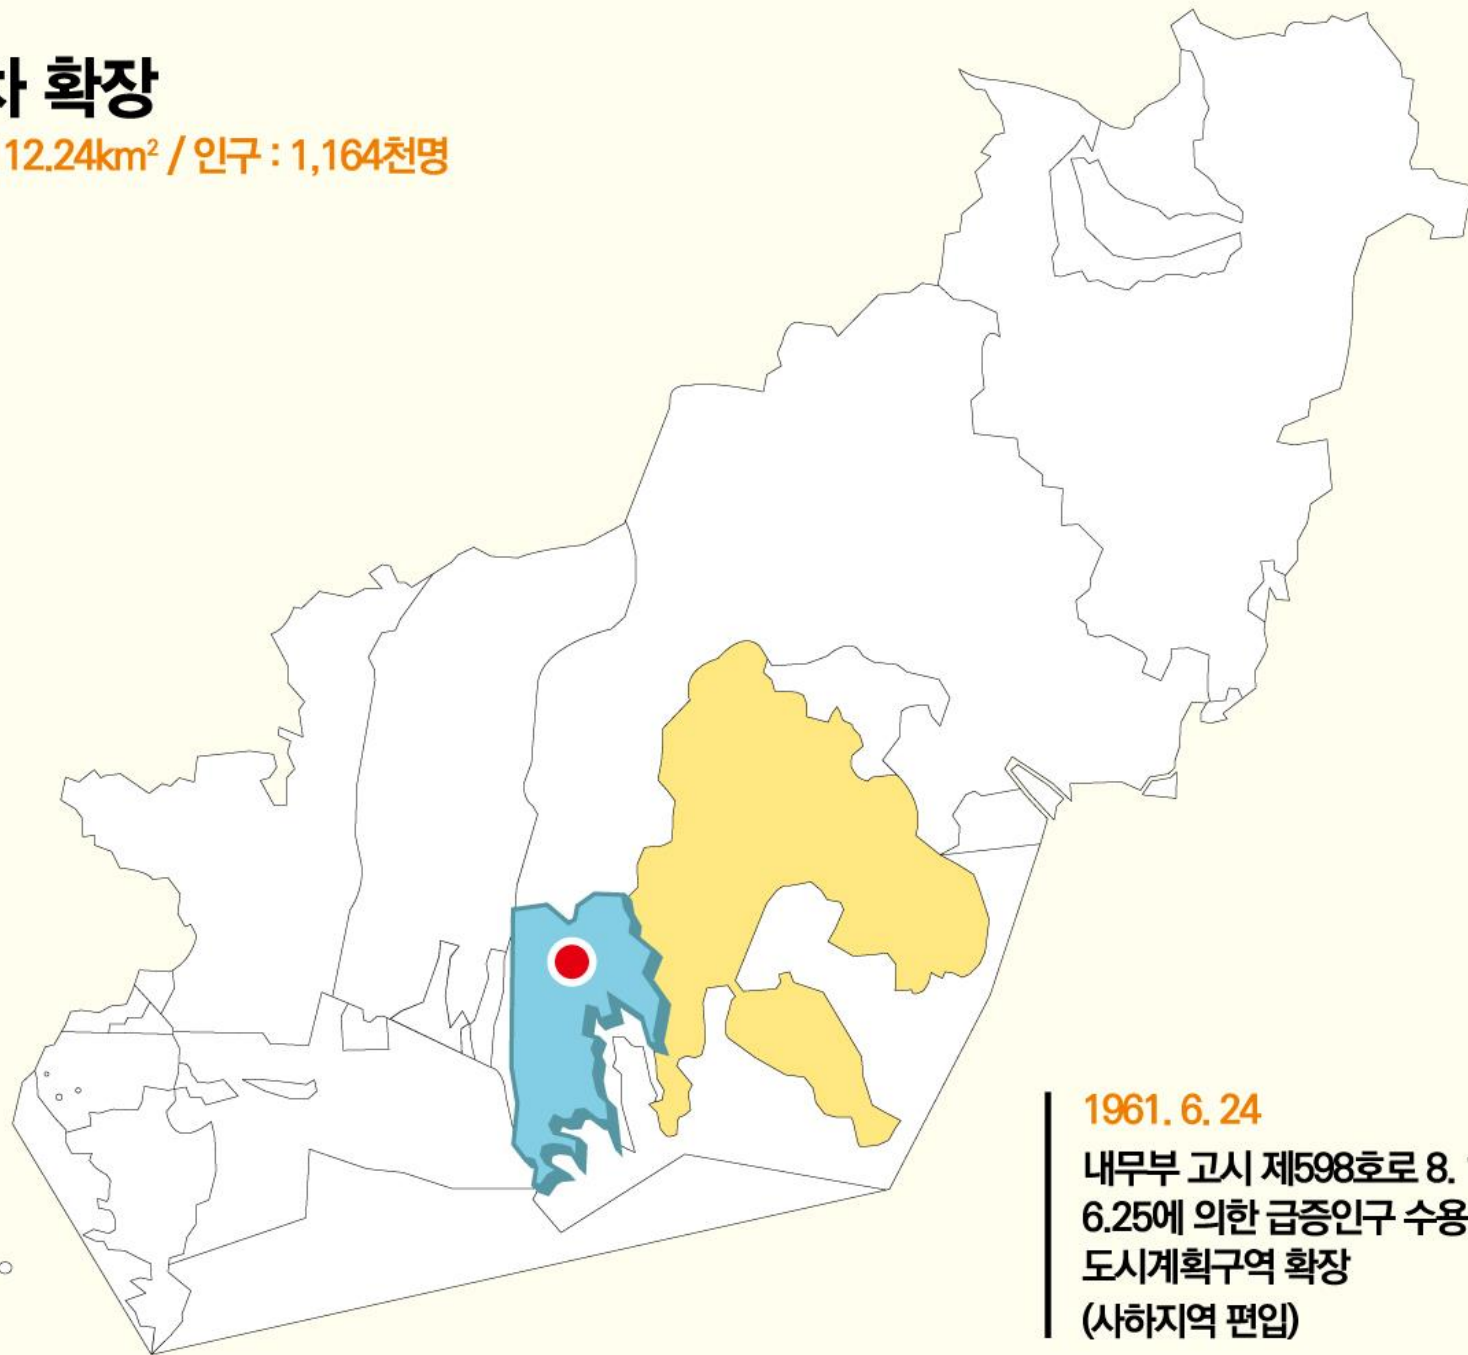 차 확장
12.24km² / 인구 : 1,164천명
1961. 6. 24
내무부 고시 제598호로 8.
6.25에 의한 급증인구 수용
도시계획구역 확장
(사하지역 편입)